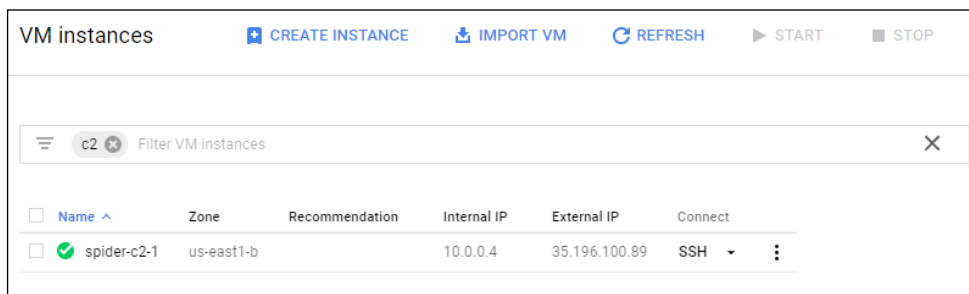 VM instances CREATE INSTANCE IMPORT VM REFRESH START STOP
c2 Filter VM instances
Name Zone Recommendation Internal IP External IP Connect
spider-c2-1 us-east1-b 10.0.0.4 35.196.100.89 SSH